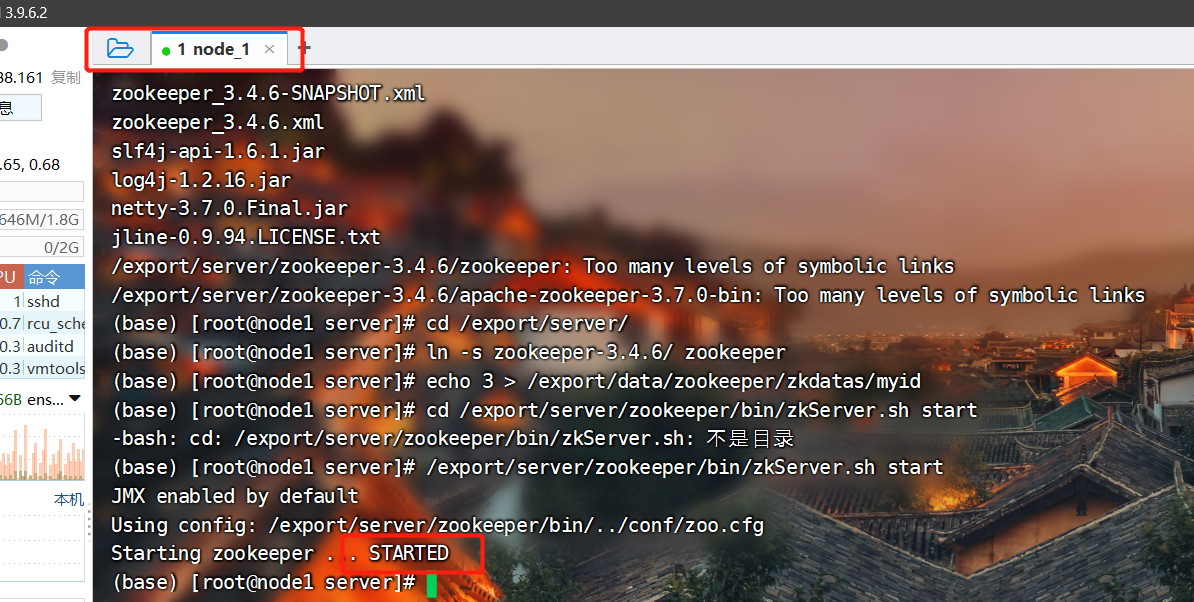 3.9.6.2
1 node_1 × +
38.161 复制
息
.65, 0.68
646M/1.8G
0/2G
PU 命令
1 sshd
0.7 rcu_sche
0.3 auditd
0.3 vmtools
66B ens...
本机
zookeeper_3.4.6-SNAPSHOT.xml
zookeeper_3.4.6.xml
slf4j-api-1.6.1.jar
log4j-1.2.16.jar
netty-3.7.0.Final.jar
jline-0.9.94.LICENSE.txt
/export/server/zookeeper-3.4.6/zookeeper: Too many levels of symbolic links
/export/server/zookeeper-3.4.6/apache-zookeeper-3.7.0-bin: Too many levels of symbolic links
(base) [root@node1 server]# cd /export/server/
(base) [root@node1 server]# ln -s zookeeper-3.4.6/ zookeeper
(base) [root@node1 server]# echo 3 > /export/data/zookeeper/zkdatas/myid
(base) [root@node1 server]# cd /export/server/zookeeper/bin/zkServer.sh start
-bash: cd: /export/server/zookeeper/bin/zkServer.sh: 不是目录
(base) [root@node1 server]# /export/server/zookeeper/bin/zkServer.sh start
JMX enabled by default
Using config: /export/server/zookeeper/bin/../conf/zoo.cfg
Starting zookeeper ... STARTED
(base) [root@node1 server]#